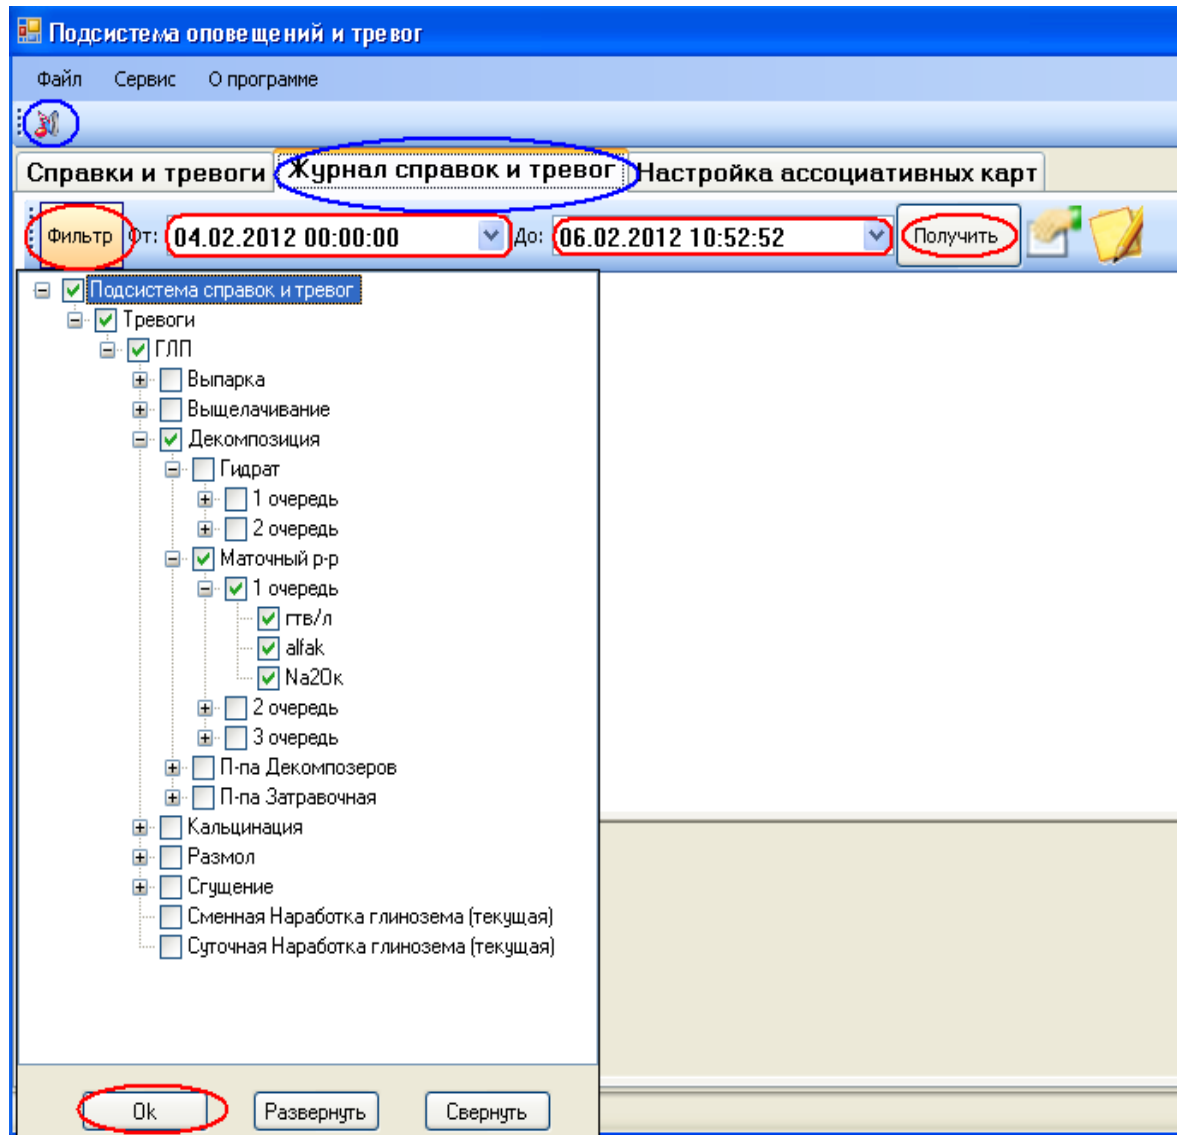 Подсистема оповещений и тревог
Файл Сервис О программе
Справки и тревоги Журнал справок и тревог Настройка ассоциативных карт
Фильтр От: 04.02.2012 00:00:00 До: 06.02.2012 10:52:52 Получить
Подсистема справок и тревог
Тревоги
ГЛП
Выпарка
Выщелачивание
Декомпозиция
Гидрат
1 очередь
2 очередь
Маточный р-р
1 очередь
гтв/л
alfak
Na2Oк
2 очередь
3 очередь
П-па Декомпозеров
П-па Затравочная
Кальцинация
Размол
Сгущение
Сменная Наработка глинозема (текущая)
Суточная Наработка глинозема (текущая)
Ok Развернуть Свернуть